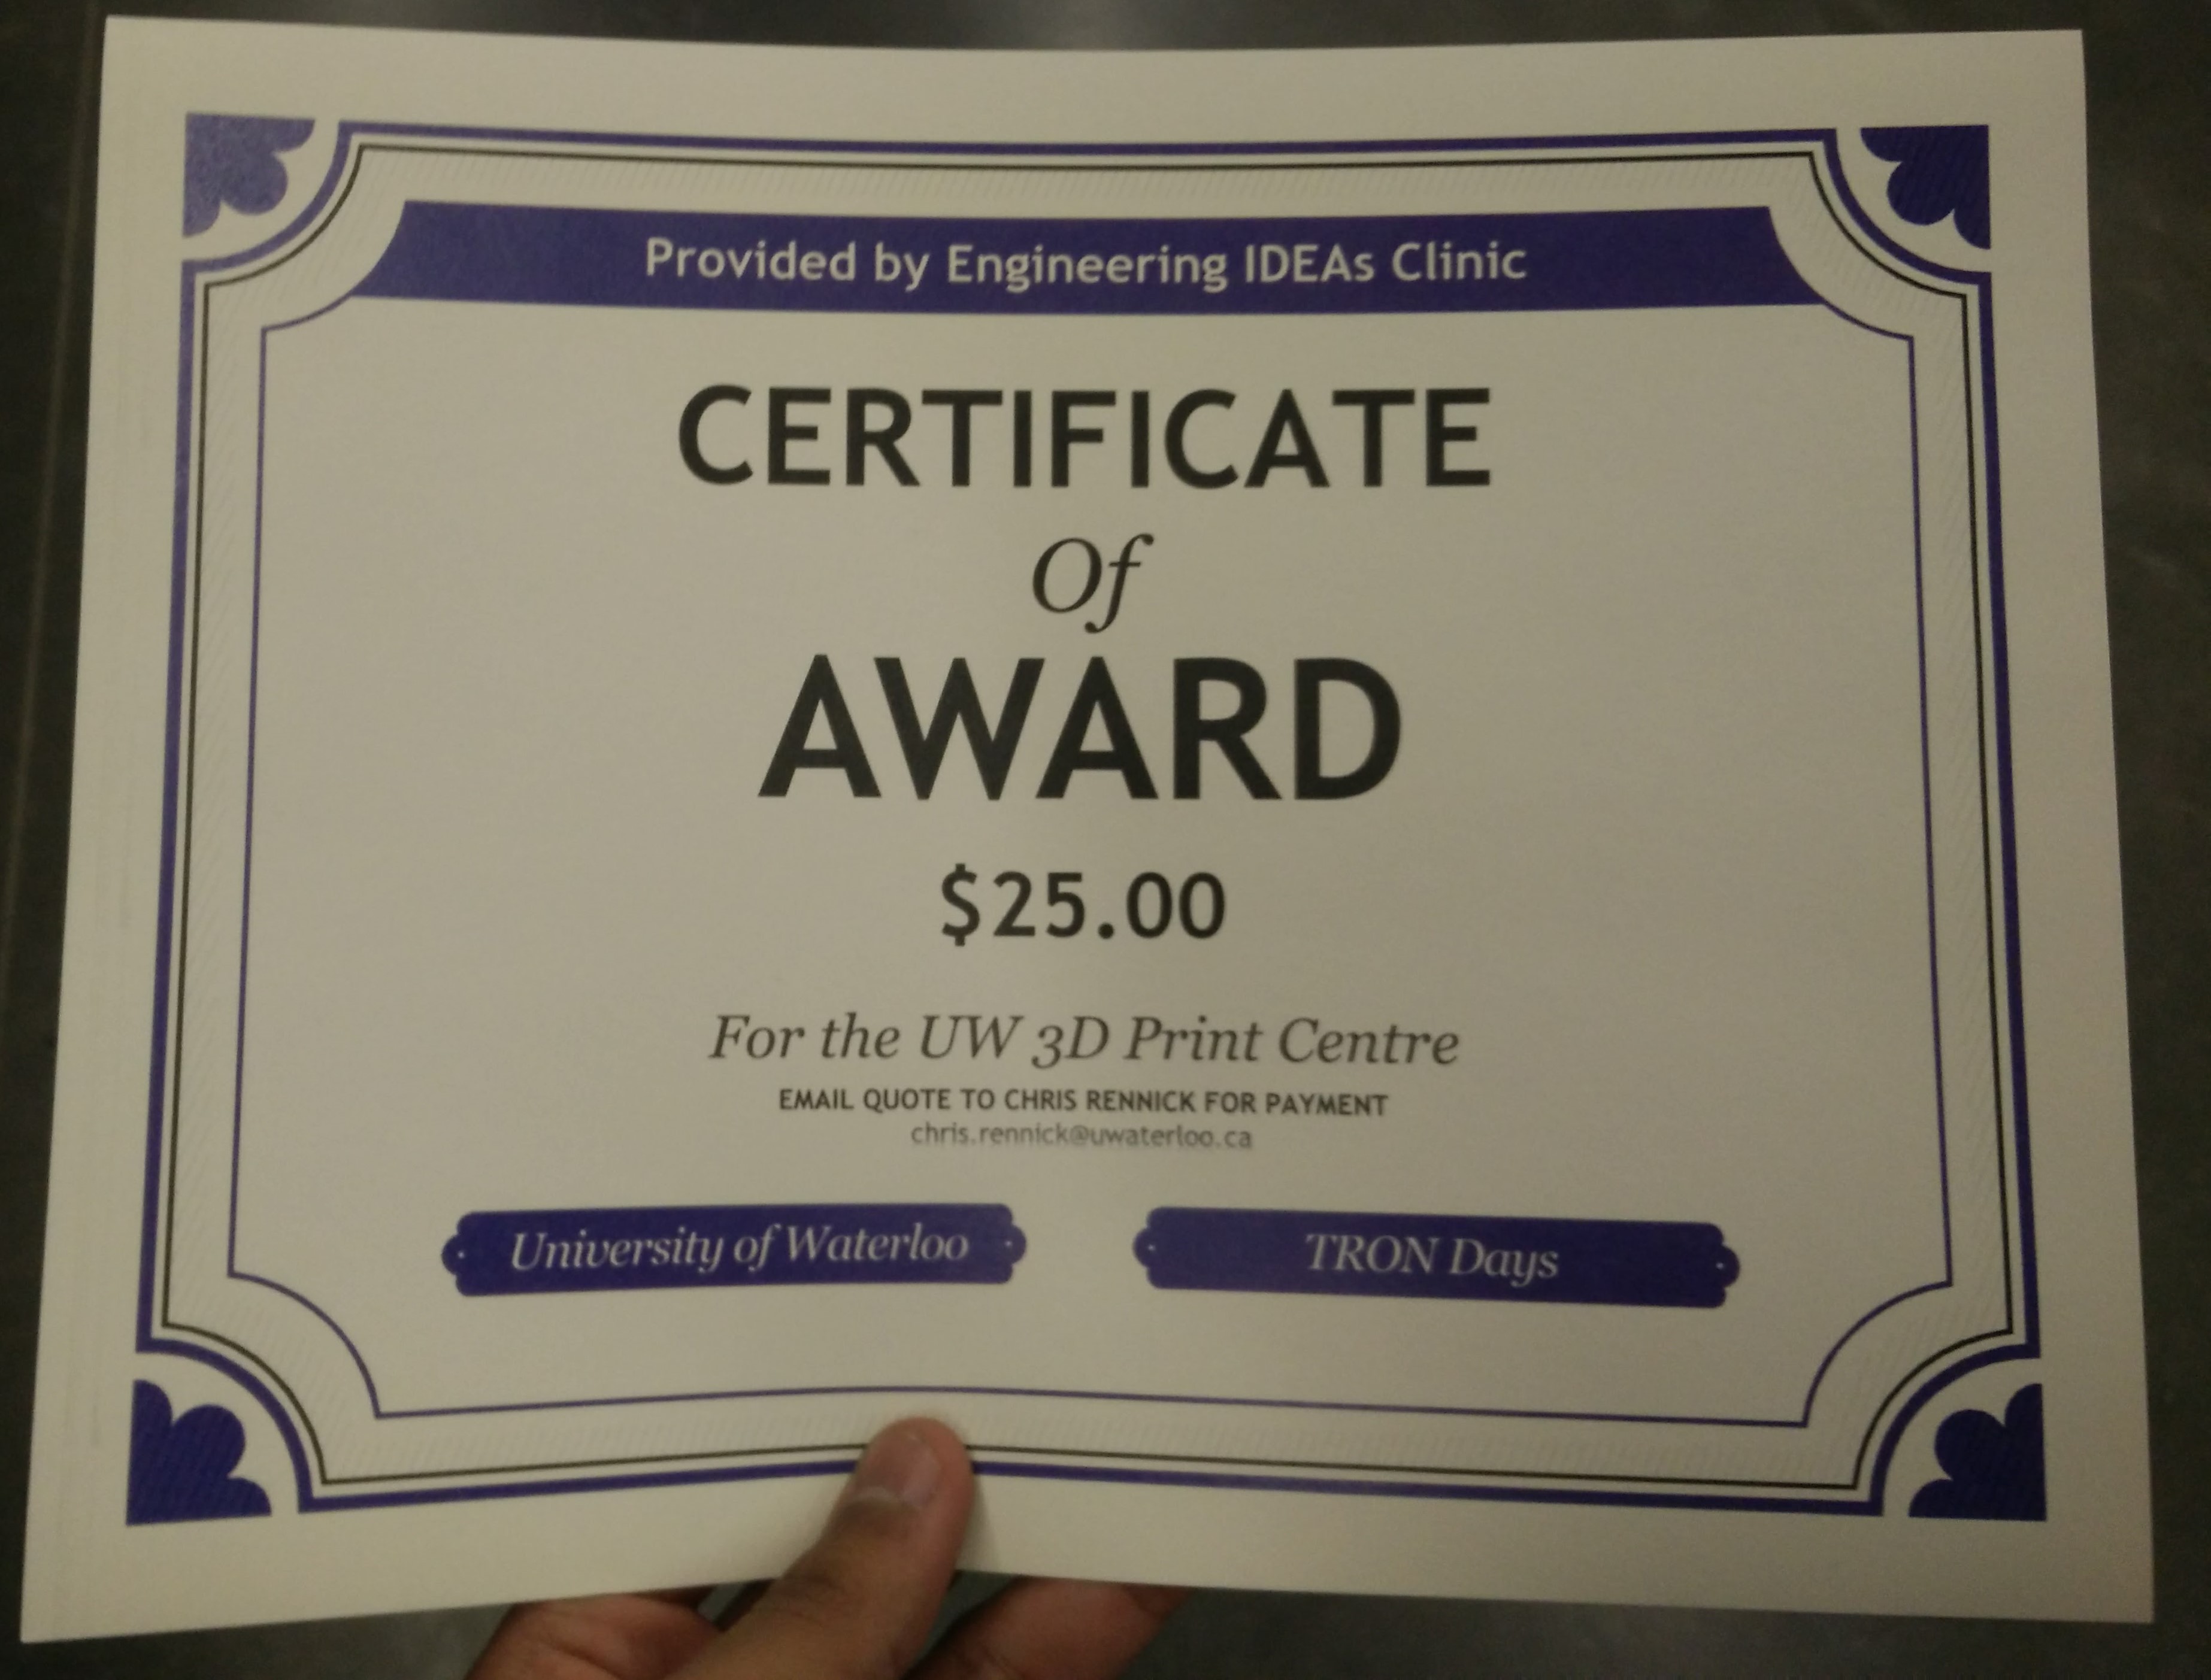 Provided by Engineering IDEAs Clinic
CERTIFICATE
Of
AWARD
$25.00
For the UW 3D Print Centre
EMAIL QUOTE TO CHRIS RENNICK FOR PAYMENT
chris.rennick@uwaterloo.ca
University of Waterloo
TRON Days